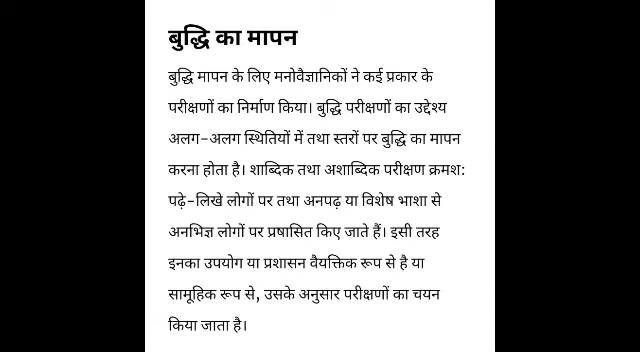 बुद्धि का मापन
बुद्धि मापन के लिए मनोवैज्ञानिकों ने कई प्रकार के
परीक्षणों का निर्माण किया। बुद्धि परीक्षणों का उद्देश्य
अलग-अलग स्थितियों में तथा स्तरों पर बुद्धि का मापन
करना होता है। शाब्दिक तथा अशाब्दिक परीक्षण क्रमश:
पढ़े-लिखे लोगों पर तथा अनपढ़ या विशेष भाशा से
अनभिज्ञ लोगों पर प्रषासित किए जाते हैं। इसी तरह
इनका उपयोग या प्रशासन वैयक्तिक रूप से है या
सामूहिक रूप से, उसके अनुसार परीक्षणों का चयन
किया जाता है।